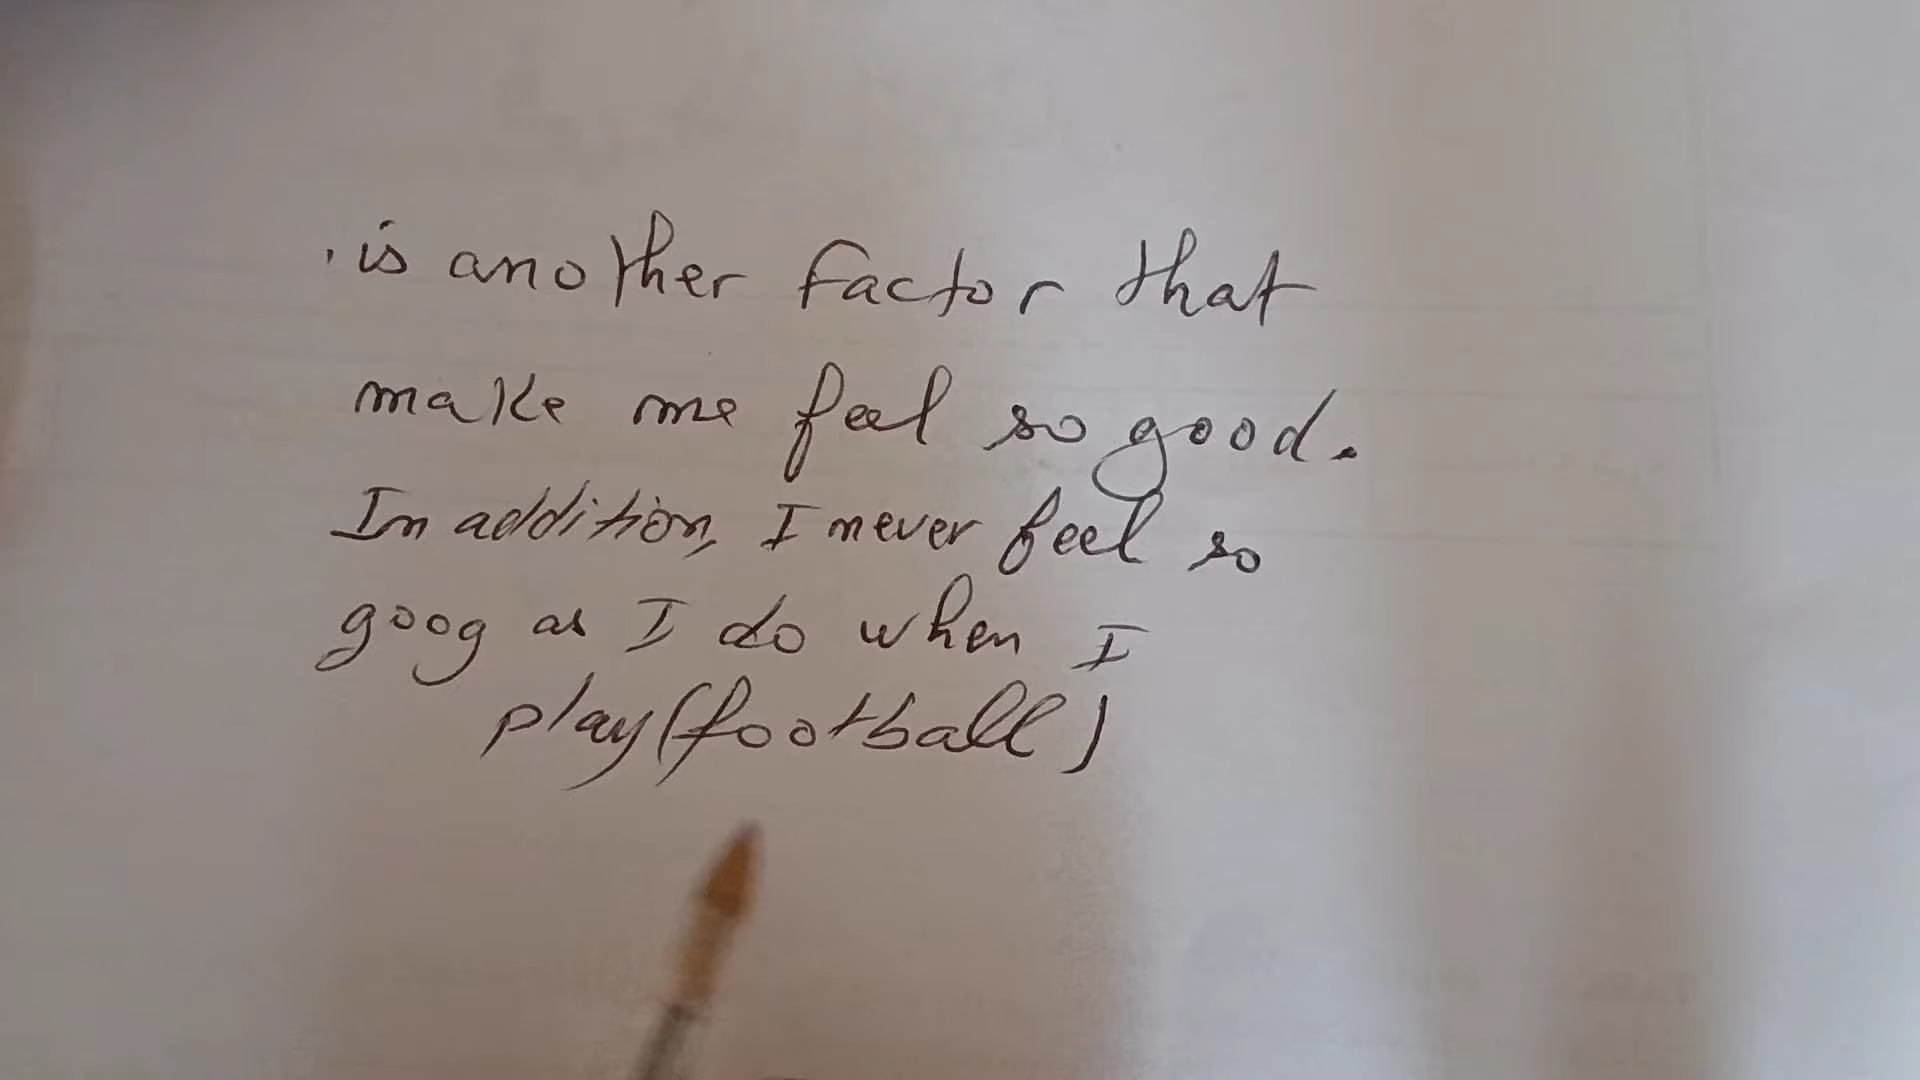 . is another factor that
make me feel so good.
In addition, I never feel so
goog as I do when I
play (football)